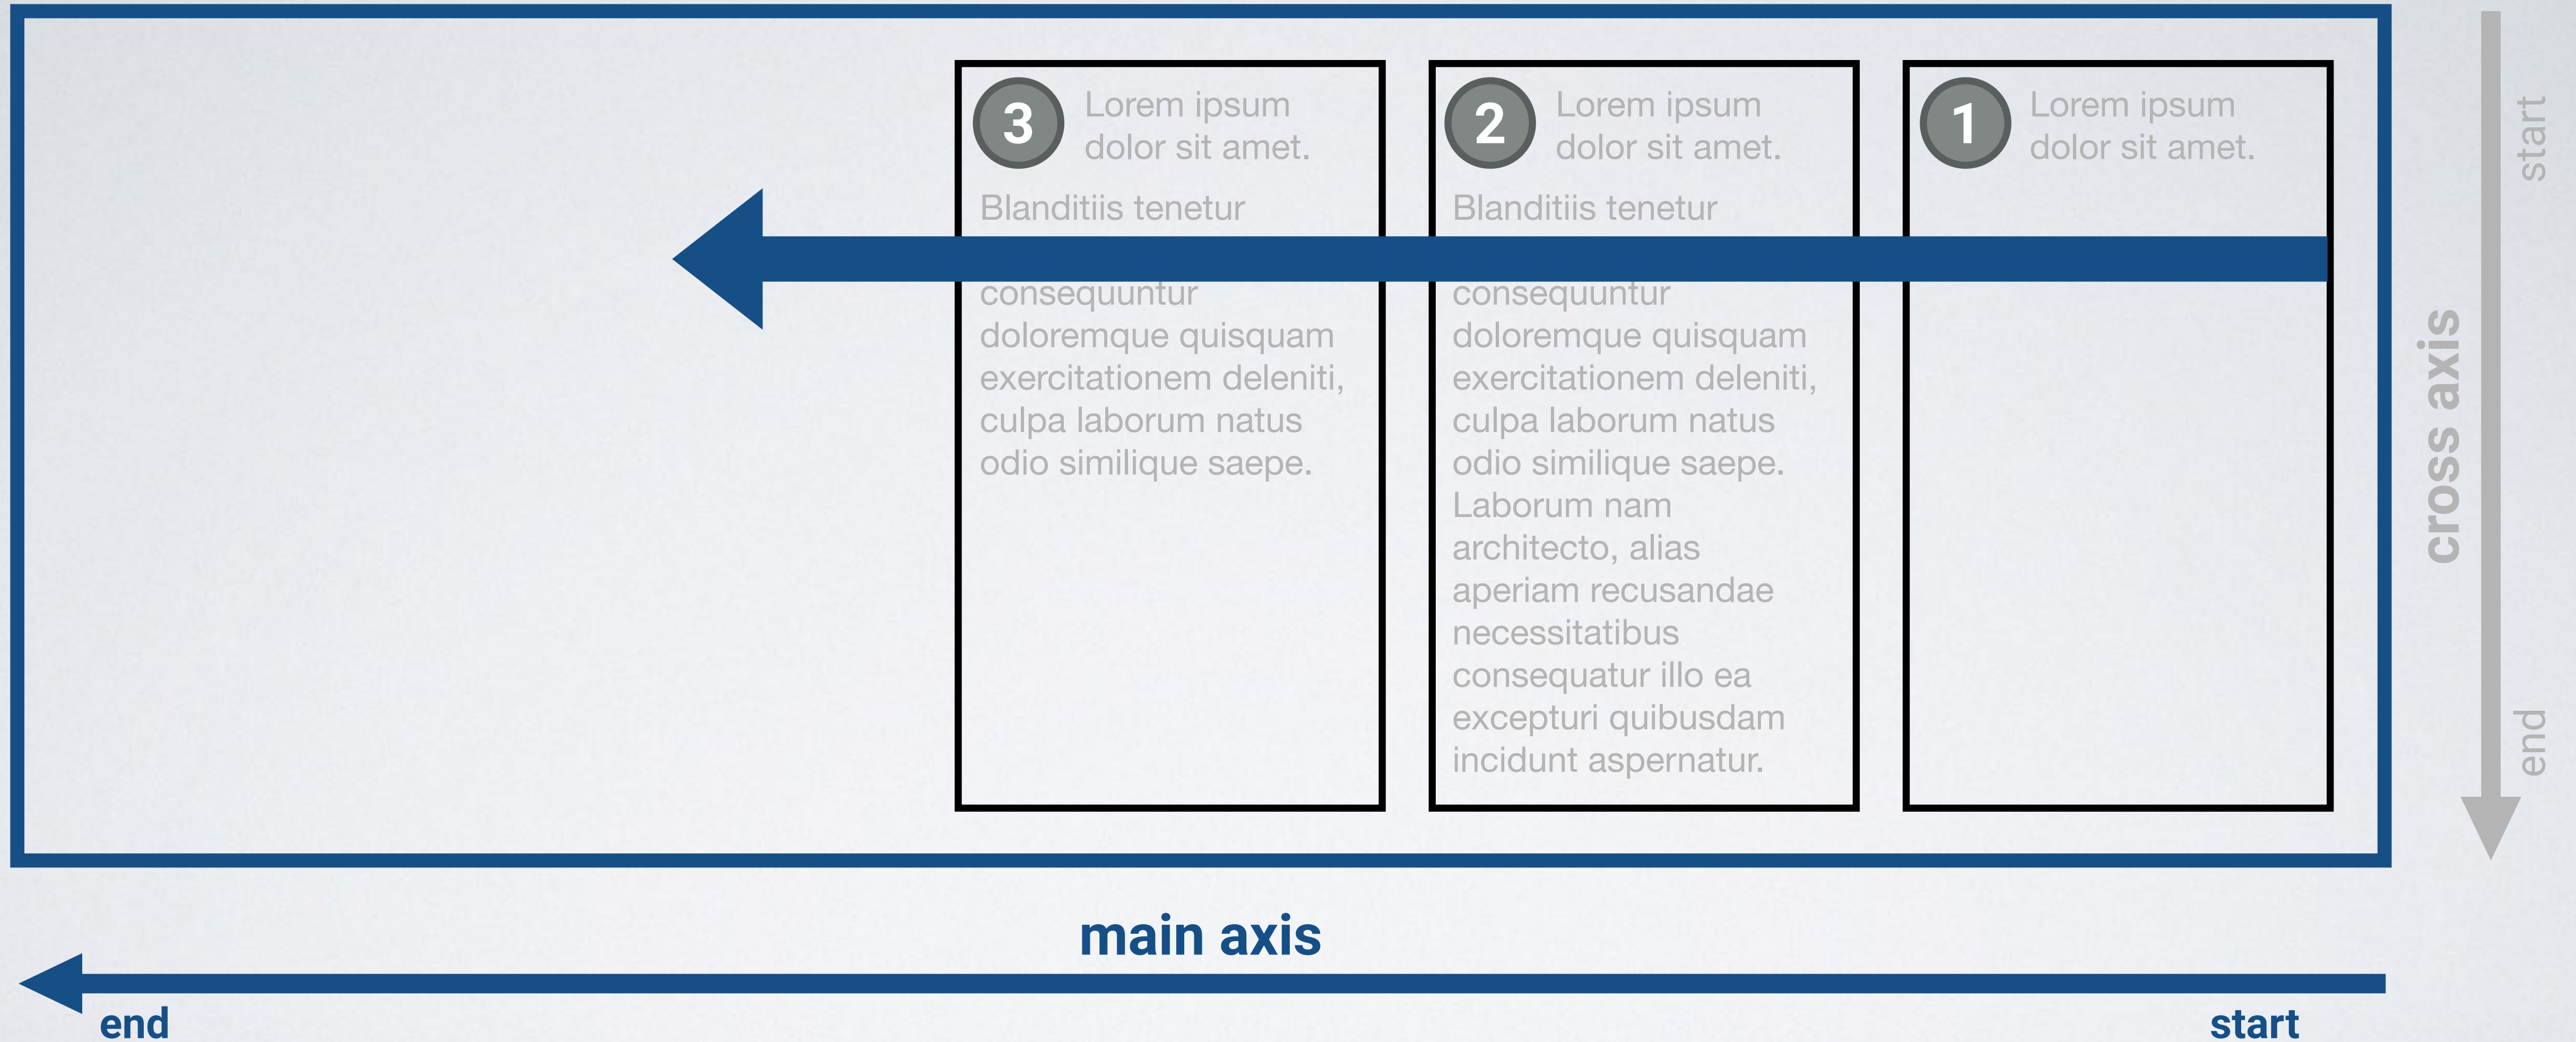 3
Lorem ipsum
dolor sit amet.
Blanditiis tenetur
consequuntur
doloremque quisquam
exercitationem deleniti,
culpa laborum natus
odio similique saepe.
2
Lorem ipsum
dolor sit amet.
Blanditiis tenetur
consequuntur
doloremque quisquam
exercitationem deleniti,
culpa laborum natus
odio similique saepe.
Laborum nam
architecto, alias
aperiam recusandae
necessitatibus
consequatur illo ea
excepturi quibusdam
incidunt aspernatur.
1
Lorem ipsum
dolor sit amet.
start
cross axis
end
main axis
end
start